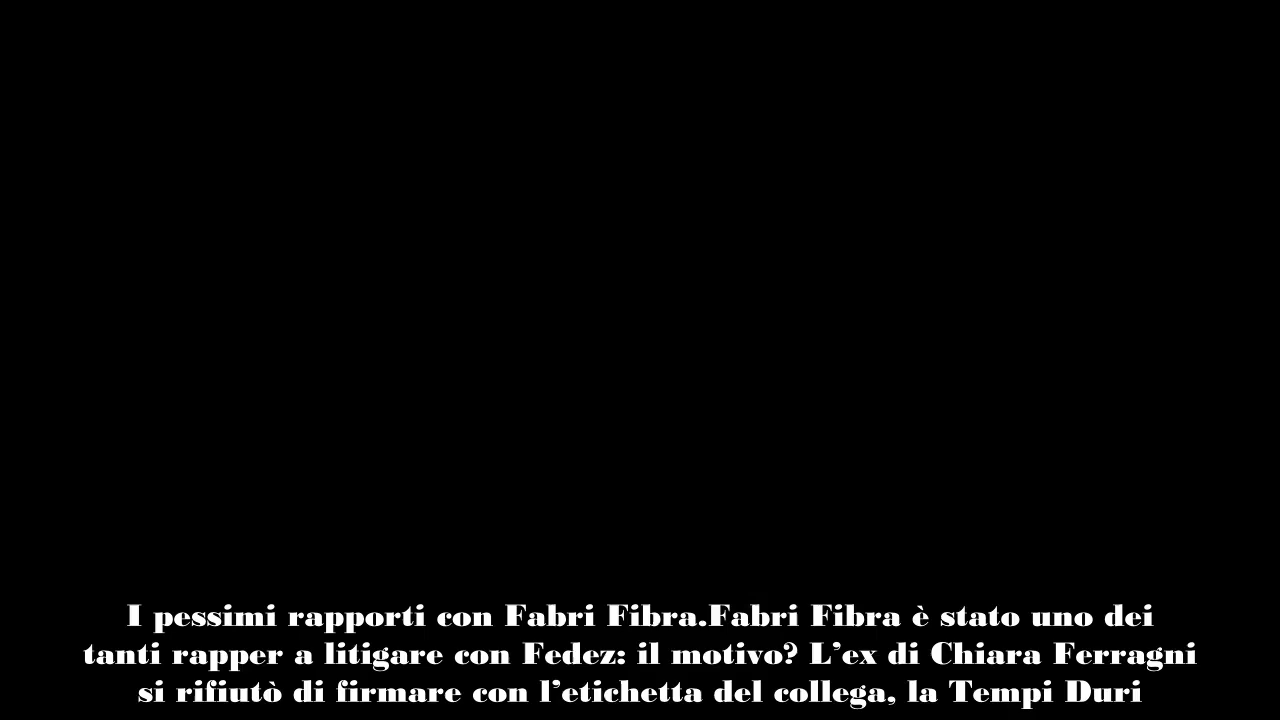 I pessimi rapporti con Fabri Fibra.Fabri Fibra è stato uno dei
tanti rapper a litigare con Fedez: il motivo? L’ex di Chiara Ferragni
si rifiutò di firmare con l’etichetta del collega, la Tempi Duri